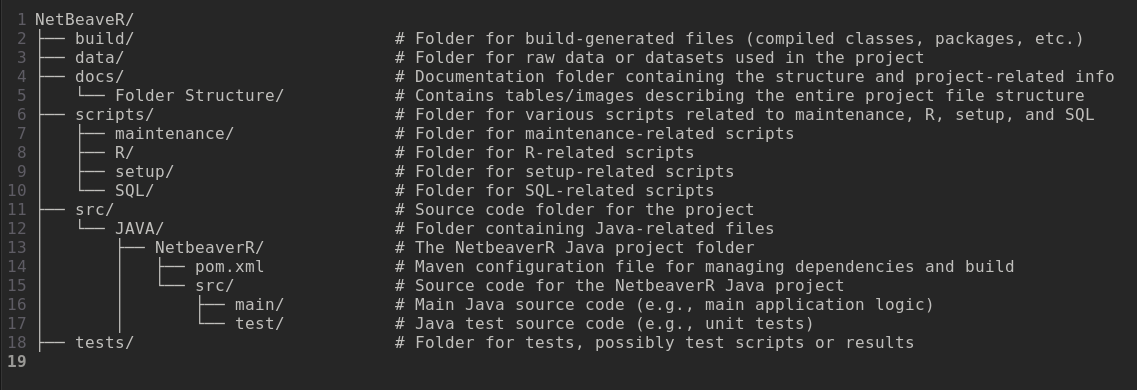 1 NetBeaveR/
2 ├── build/                          # Folder for build-generated files (compiled classes, packages, etc.)
3 ├── data/                           # Folder for raw data or datasets used in the project
4 ├── docs/                           # Documentation folder containing the structure and project-related info
5 │   └── Folder Structure/           # Contains tables/images describing the entire project file structure
6 ├── scripts/                        # Folder for various scripts related to maintenance, R, setup, and SQL
7 │   ├── maintenance/                # Folder for maintenance-related scripts
8 │   ├── R/                          # Folder for R-related scripts
9 │   ├── setup/                      # Folder for setup-related scripts
10 │   └── SQL/                        # Folder for SQL-related scripts
11 ├── src/                            # Source code folder for the project
12 │   └── JAVA/                       # Folder containing Java-related files
13 │       ├── NetbeaverR/             # The NetbeaverR Java project folder
14 │       │   ├── pom.xml             # Maven configuration file for managing dependencies and build
15 │       │   └── src/                # Source code for the NetbeaverR Java project
16 │       │       ├── main/           # Main Java source code (e.g., main application logic)
17 │       │       └── test/           # Java test source code (e.g., unit tests)
18 ├── tests/                          # Folder for tests, possibly test scripts or results
19